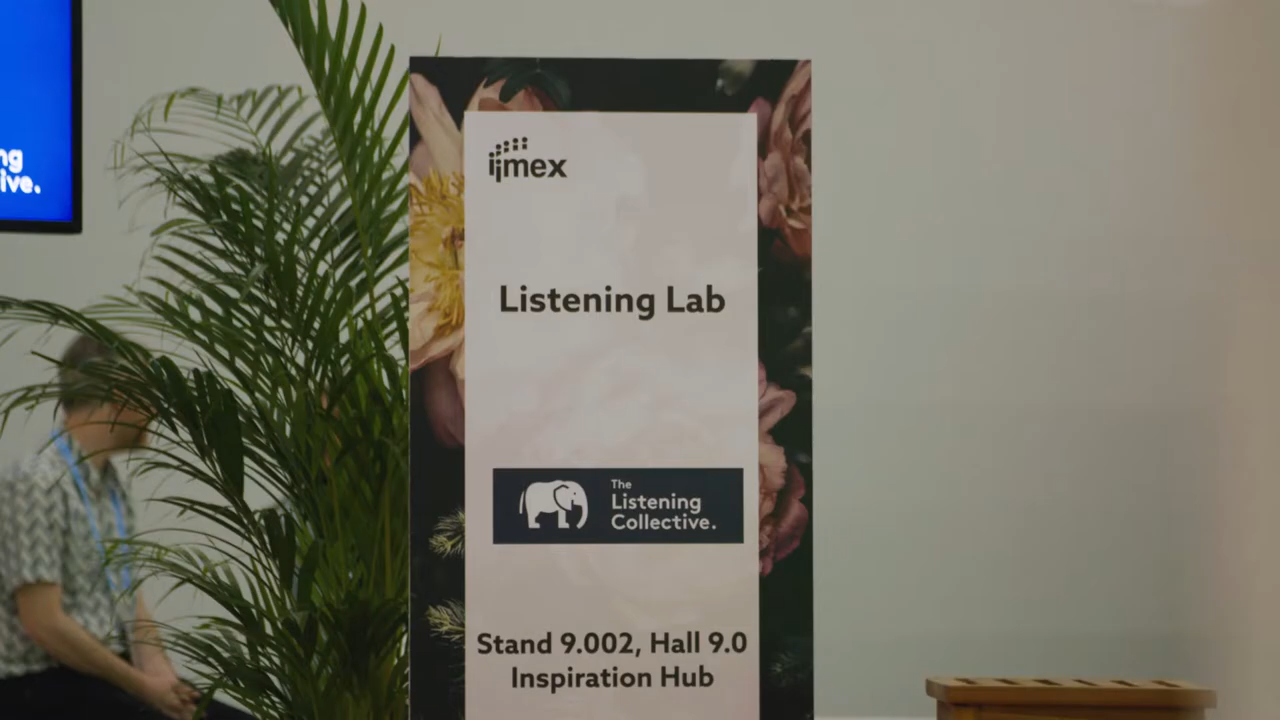 imex
Listening Lab
The
Listening
Collective.
Stand 9.002, Hall 9.0
Inspiration Hub